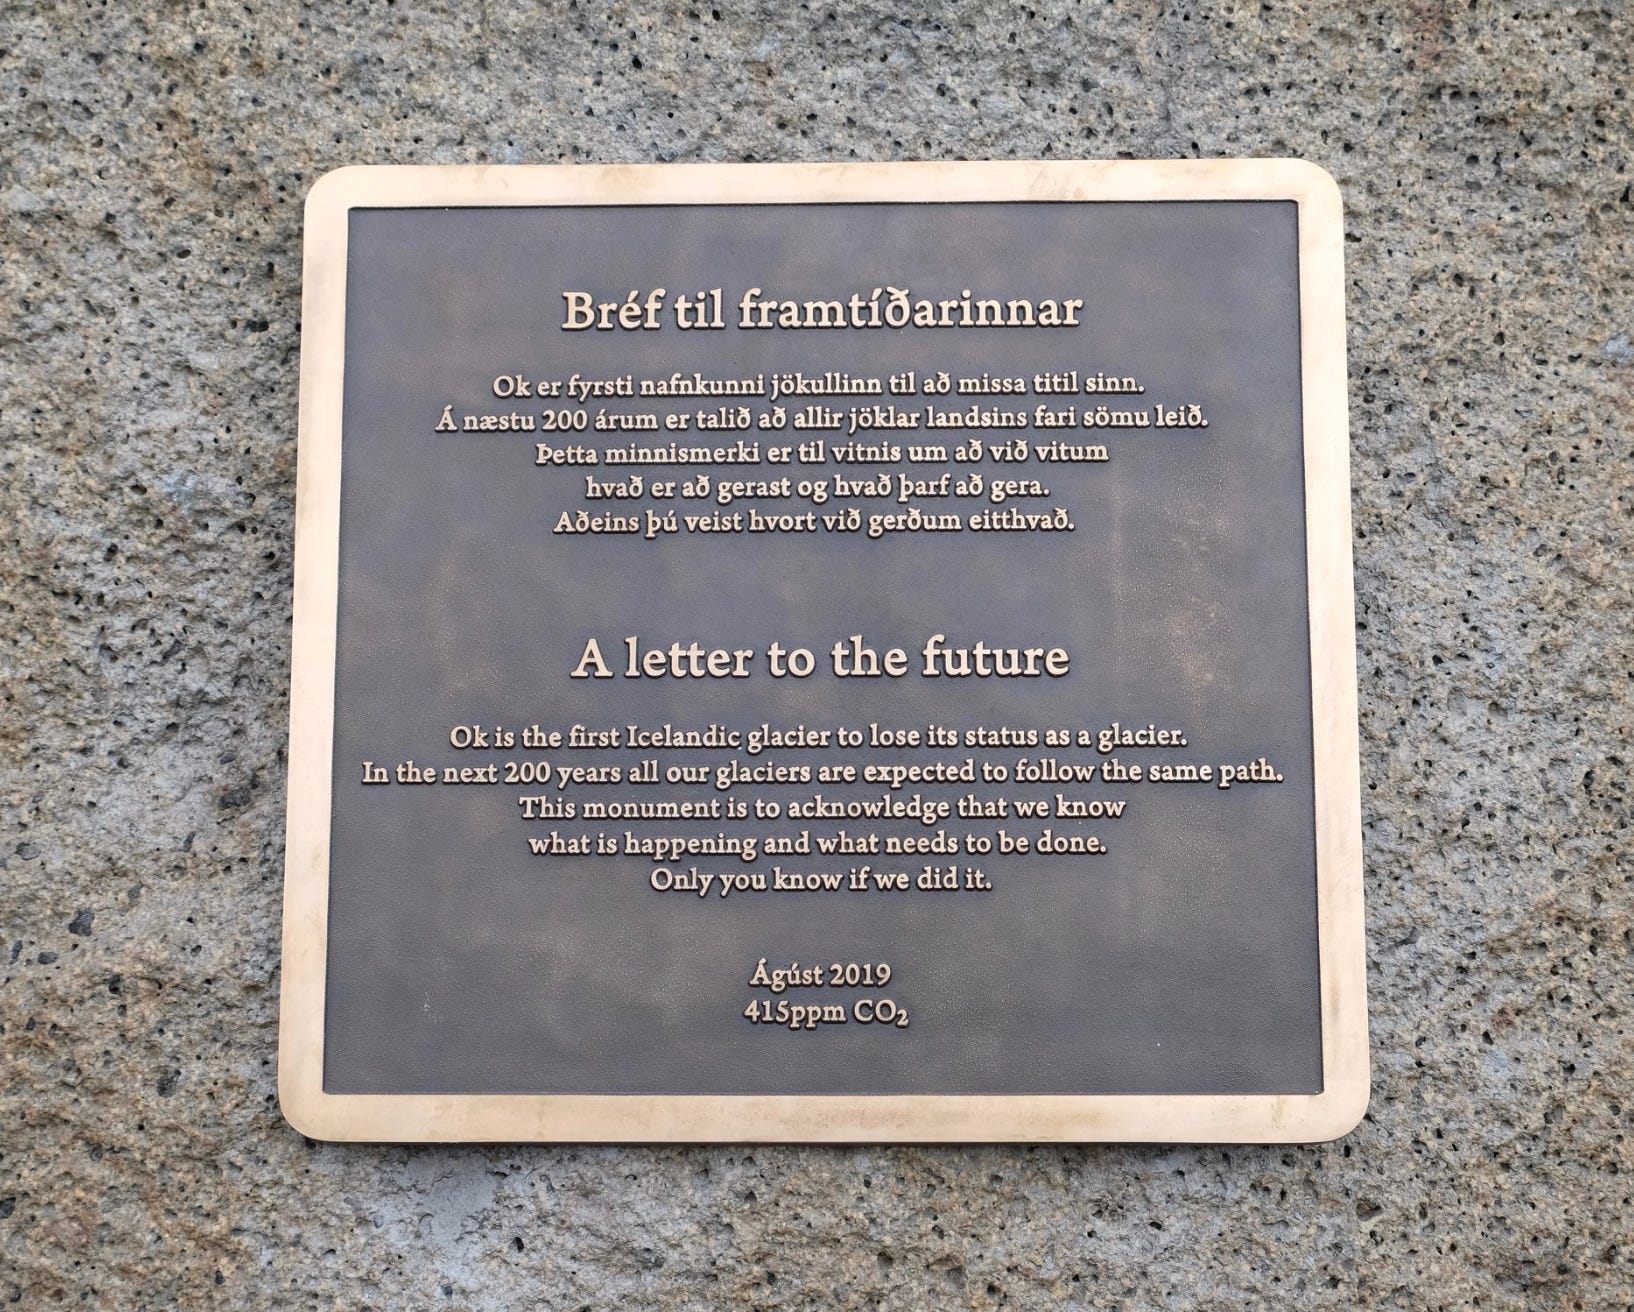 Bréf til framtíðarinnar
Ok er fyrsti nafnkunni jökullinn til að missa titil sinn.
Á næstu 200 árum er talið að allir jöklar landsins fari sömu leið.
Þetta minnismerki er til vitnis um að við vitum
hvað er að gerast og hvað þarf að gera.
Aðeins þú veist hvort við gerðum eitthvað.
A letter to the future
Ok is the first Icelandic glacier to lose its status as a glacier.
In the next 200 years all our glaciers are expected to follow the same path.
This monument is to acknowledge that we know
what is happening and what needs to be done.
Only you know if we did it.
Ágúst 2019
415ppm CO₂